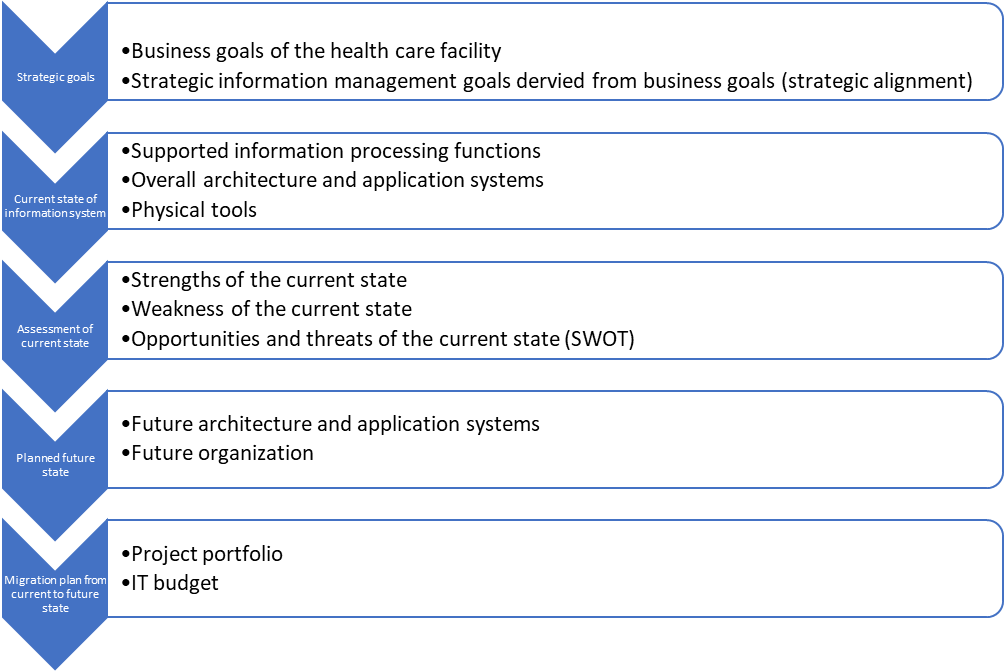 Strategic goals
•Business goals of the health care facility
•Strategic information management goals dervied from business goals (strategic alignment)
Current state of
information system
•Supported information processing functions
•Overall architecture and application systems
•Physical tools
Assessment of
current state
•Strengths of the current state
•Weakness of the current state
•Opportunities and threats of the current state (SWOT)
Planned future
state
•Future architecture and application systems
•Future organization
Migration plan from
current to future
state
•Project portfolio
•IT budget